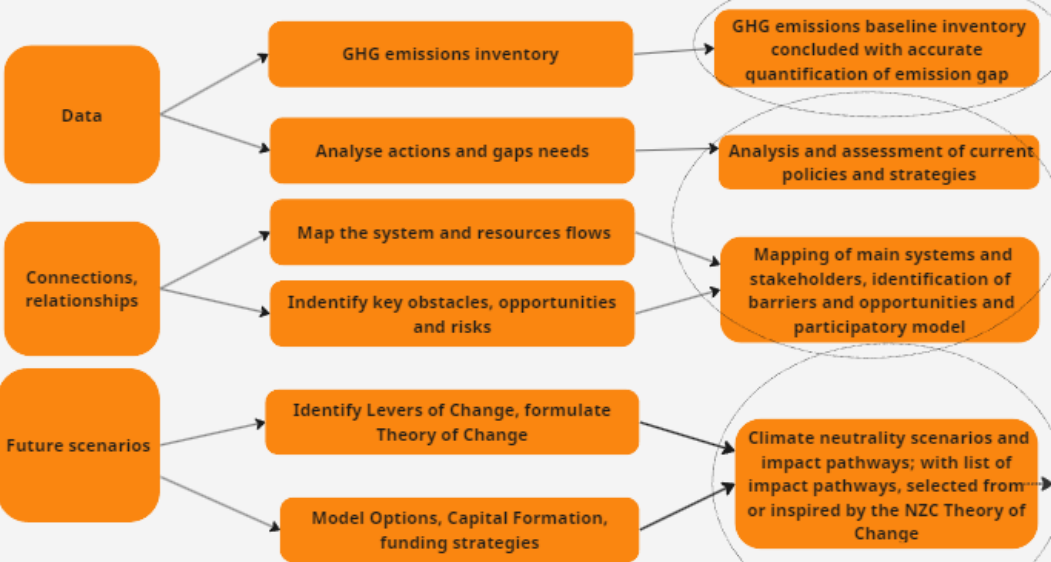 Data
GHG emissions inventory
GHG emissions baseline inventory
concluded with accurate
quantification of emission gap
Analyse actions and gaps needs
Analysis and assessment of current
policies and strategies
Connections,
relationships
Map the system and resources flows
Indentify key obstacles, opportunities
and risks
Mapping of main systems and
stakeholders, identification of
barriers and opportunities and
participatory model
Future scenarios
Identify Levers of Change, formulate
Theory of Change
Model Options, Capital Formation,
funding strategies
Climate neutrality scenarios and
impact pathways; with list of
impact pathways, selected from
or inspired by the NZC Theory of
Change